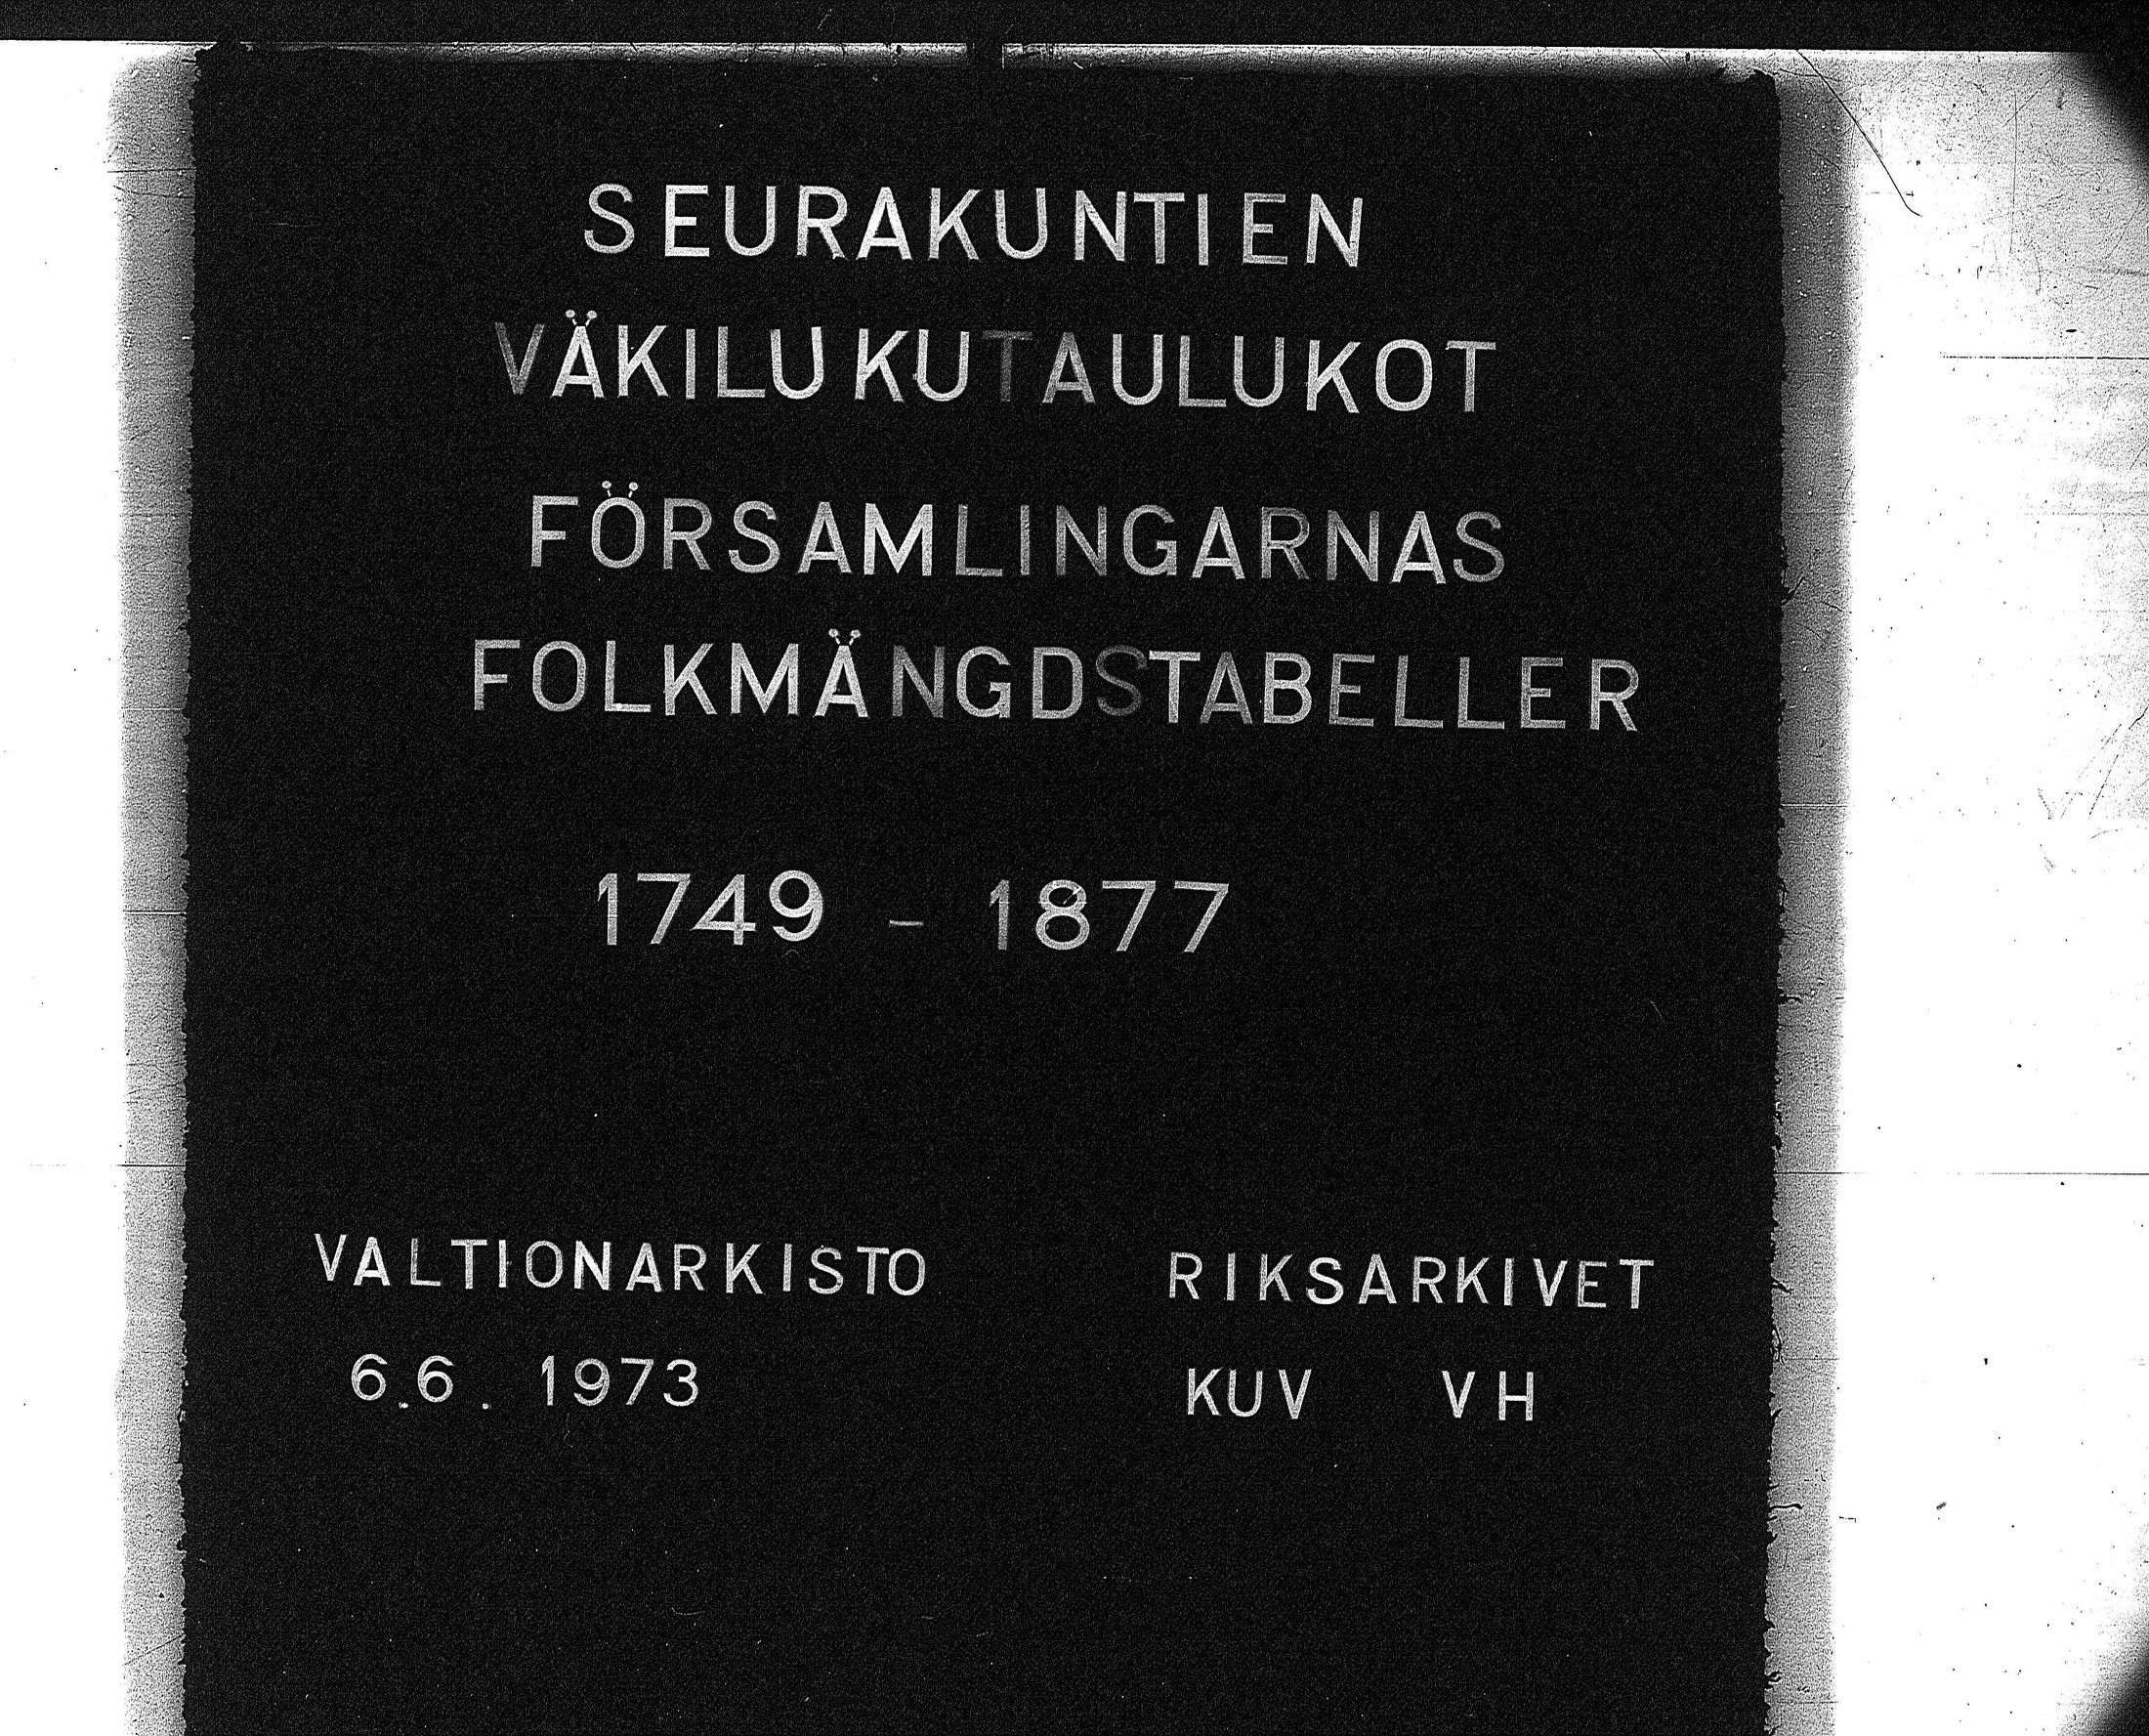 SEURAKUNTIEN
VÄKILUKUTAULUKOT
FÖRSAMLINGARNAS
FOLKMÄNGDSTABELLER
1749 - 1877
VALTIONARKISTO RIKSARKIVET
6.6. 1973 KUV VH